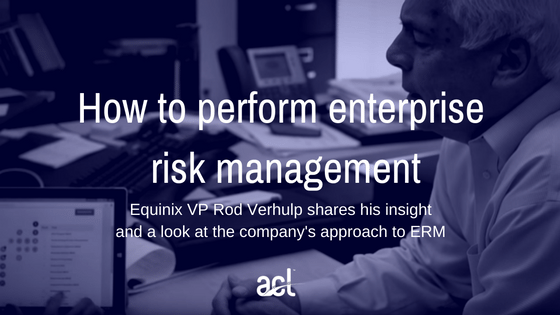 How to perform enterprise
risk management
Equinix VP Rod Verhulp shares his insight
and a look at the company's approach to ERM
acl